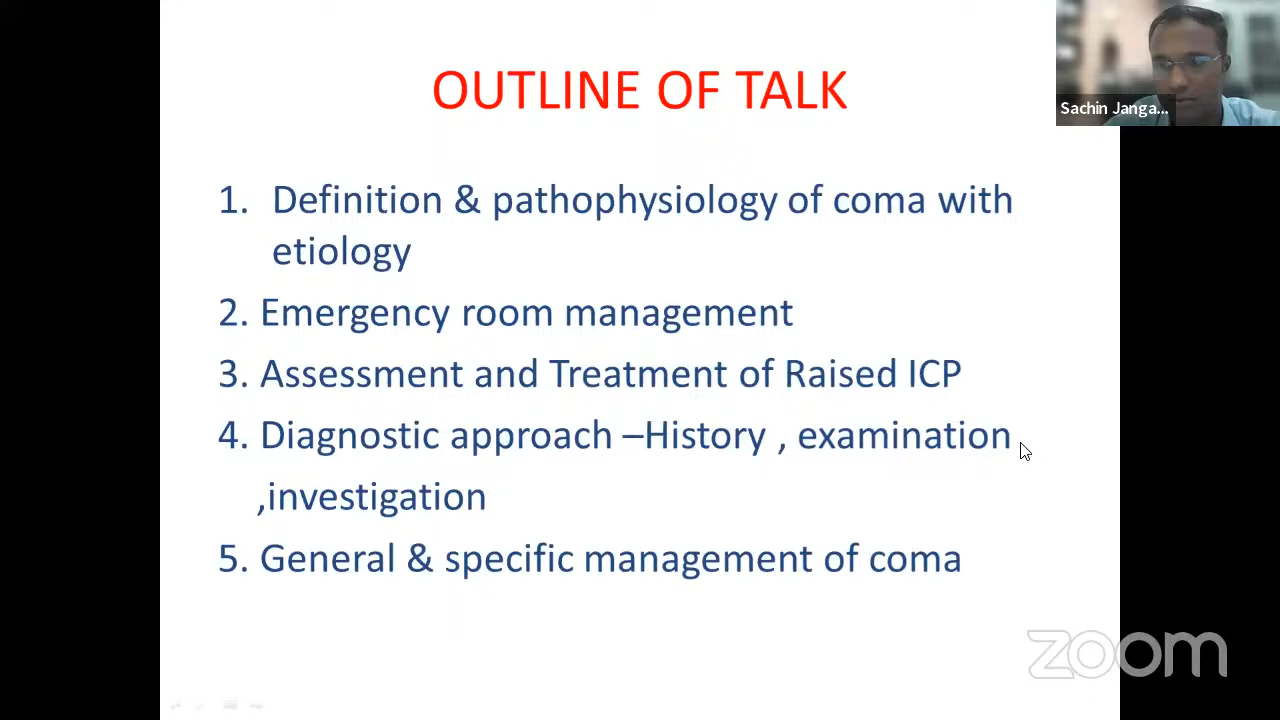 OUTLINE OF TALK
Sachin Janga...
1. Definition & pathophysiology of coma with
etiology
2. Emergency room management
3. Assessment and Treatment of Raised ICP
4. Diagnostic approach –History , examination
,investigation
5. General & specific management of coma
zoom